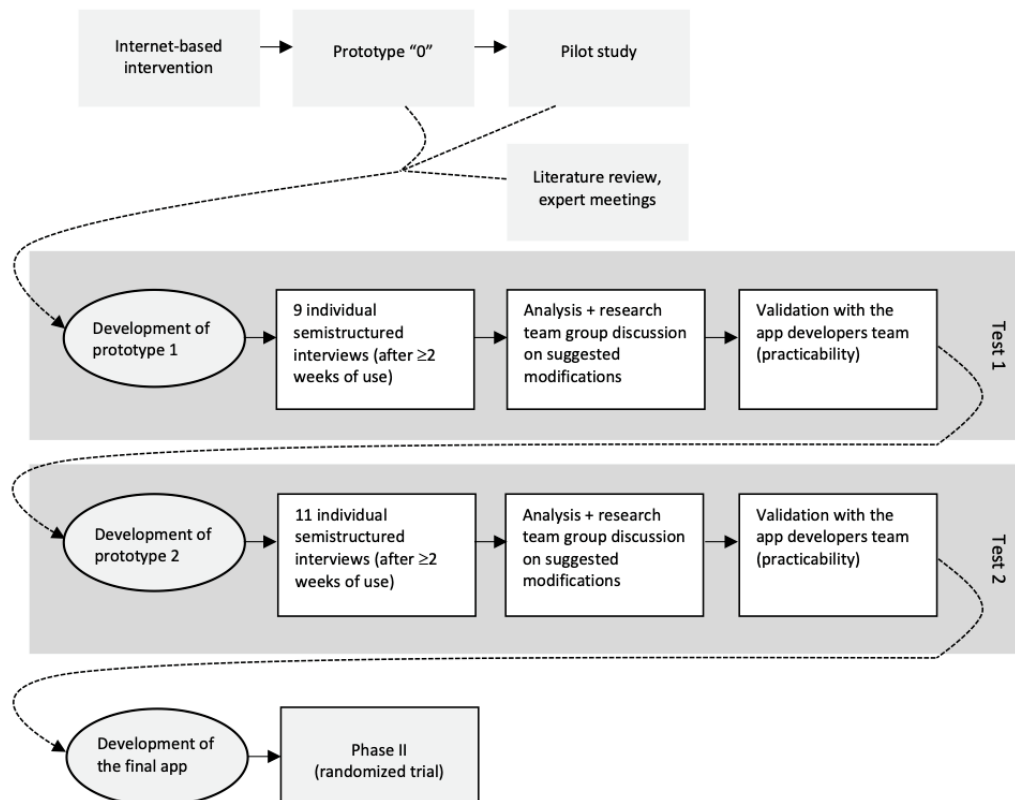 Internet-based
intervention
Prototype “0”
Pilot study
Literature review,
expert meetings
Development of
prototype 1
9 individual
semistructured
interviews (after ≥2
weeks of use)
Analysis + research
team group discussion
on suggested
modifications
Validation with the
app developers team
(practicability)
Test 1
Development of
prototype 2
11 individual
semistructured
interviews (after ≥2
weeks of use)
Analysis + research
team group discussion
on suggested
modifications
Validation with the
app developers team
(practicability)
Test 2
Development of
the final app
Phase II
(randomized trial)